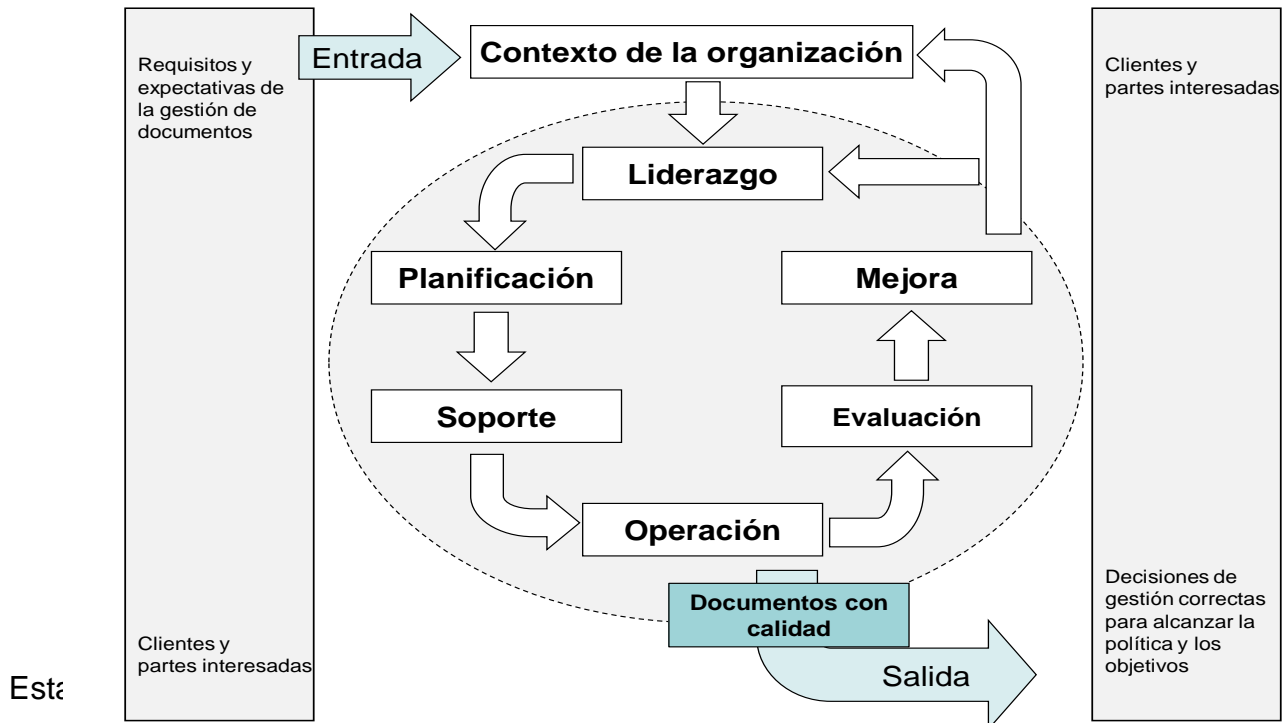 Requisitos y
expectativas de
la gestión de
documentos
Clientes y
partes interesadas
Entrada
Contexto de la organización
Liderazgo
Planificación
Mejora
Soporte
Evaluación
Operación
Documentos con
calidad
Salida
Clientes y
partes interesadas
Decisiones de
gestión correctas
para alcanzar la
política y los
objetivos